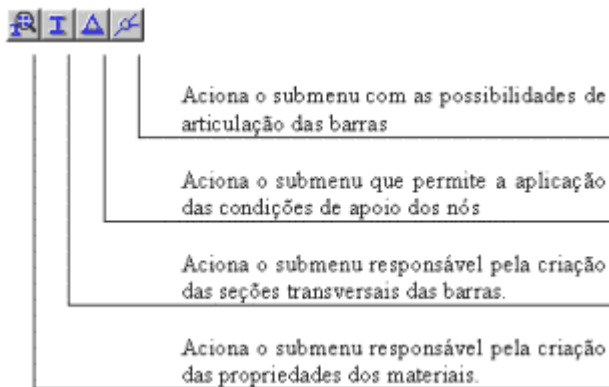 Aciona o submenu com as possibilidades de
articulação das barras
Aciona o submenu que permite a aplicação
das condições de apoio dos nós
Aciona o submenu responsável pela criação
das seções transversais das barras.
Aciona o submenu responsável pela criação
das propriedades dos materiais.